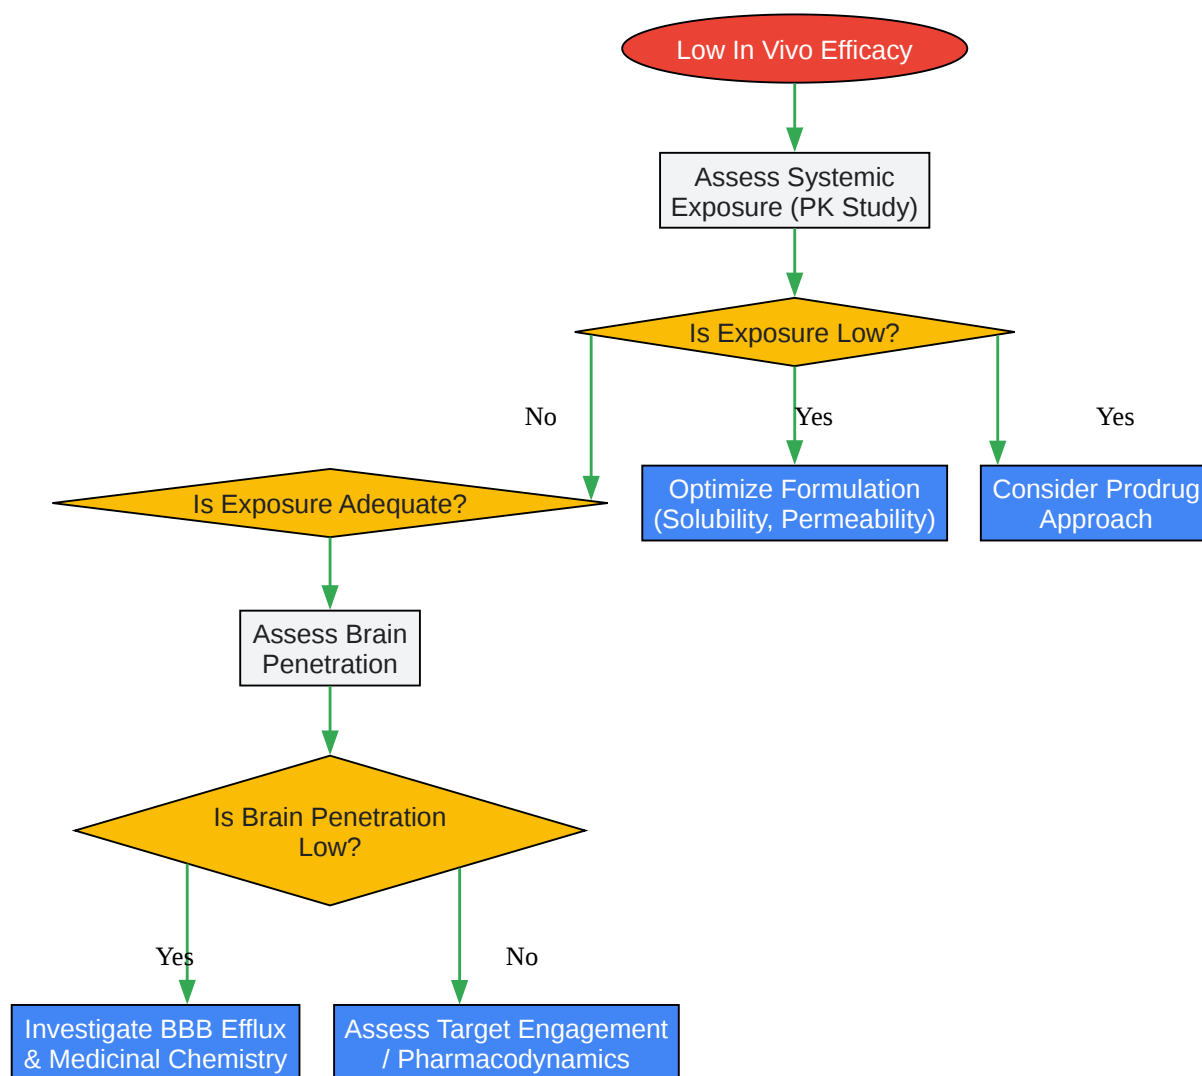 Low In Vivo Efficacy
Assess Systemic
Exposure (PK Study)
Is Exposure Low?
No
Yes
Yes
Is Exposure Adequate?
Optimize Formulation
(Solubility, Permeability)
Consider Prodrug
Approach
Assess Brain
Penetration
Is Brain Penetration
Low?
Yes
No
Investigate BBB Efflux
& Medicinal Chemistry
Assess Target Engagement
/ Pharmacodynamics